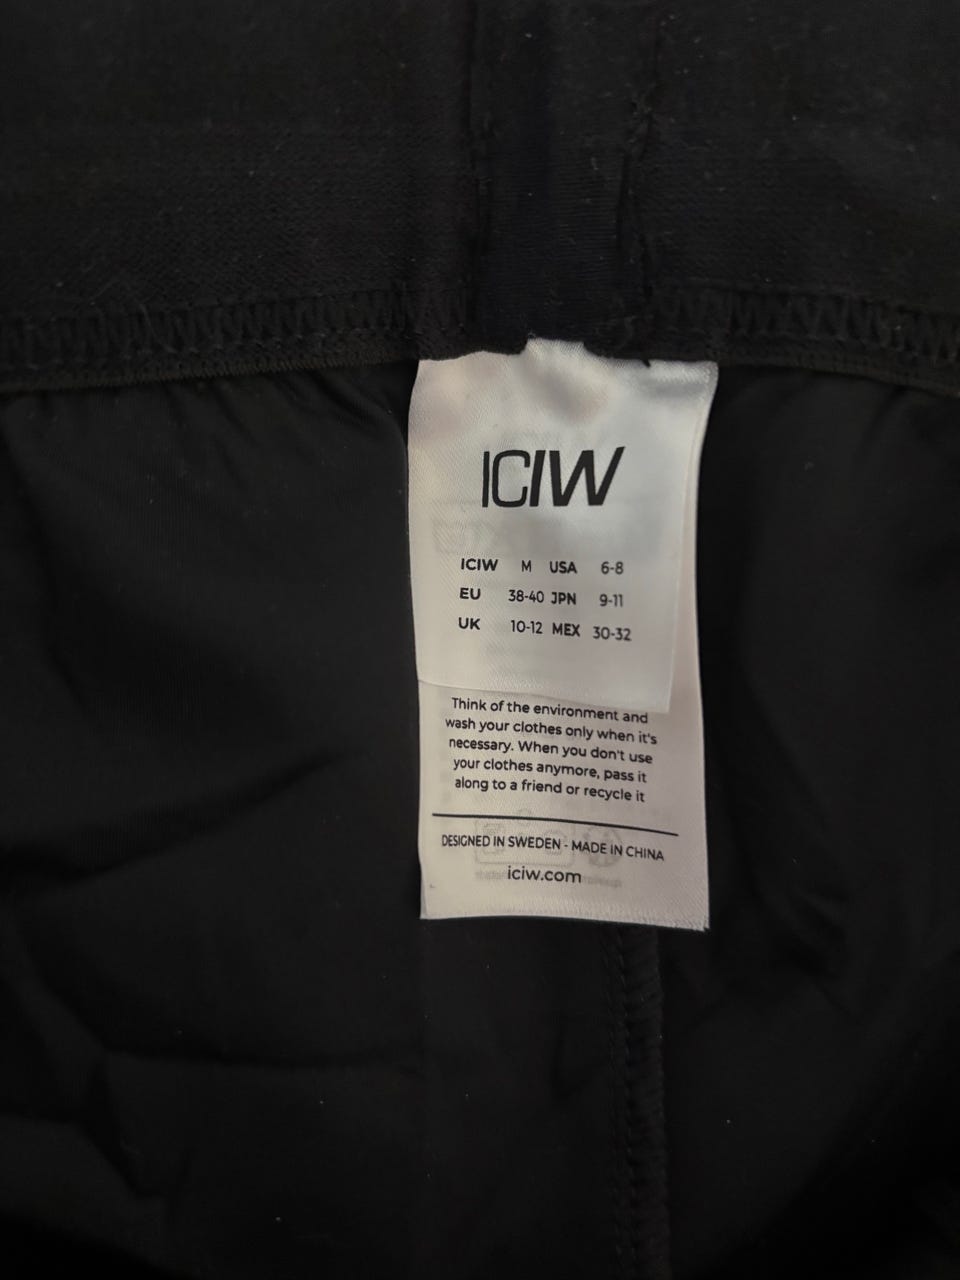 ICIW
ICIW M USA 6-8
EU 38-40 JPN 9-11
UK 10-12 MEX 30-32
Think of the environment and
wash your clothes only when it's
necessary. When you don't use
your clothes anymore, pass it
along to a friend or recycle it
DESIGNED IN SWEDEN - MADE IN CHINA
iciw.com